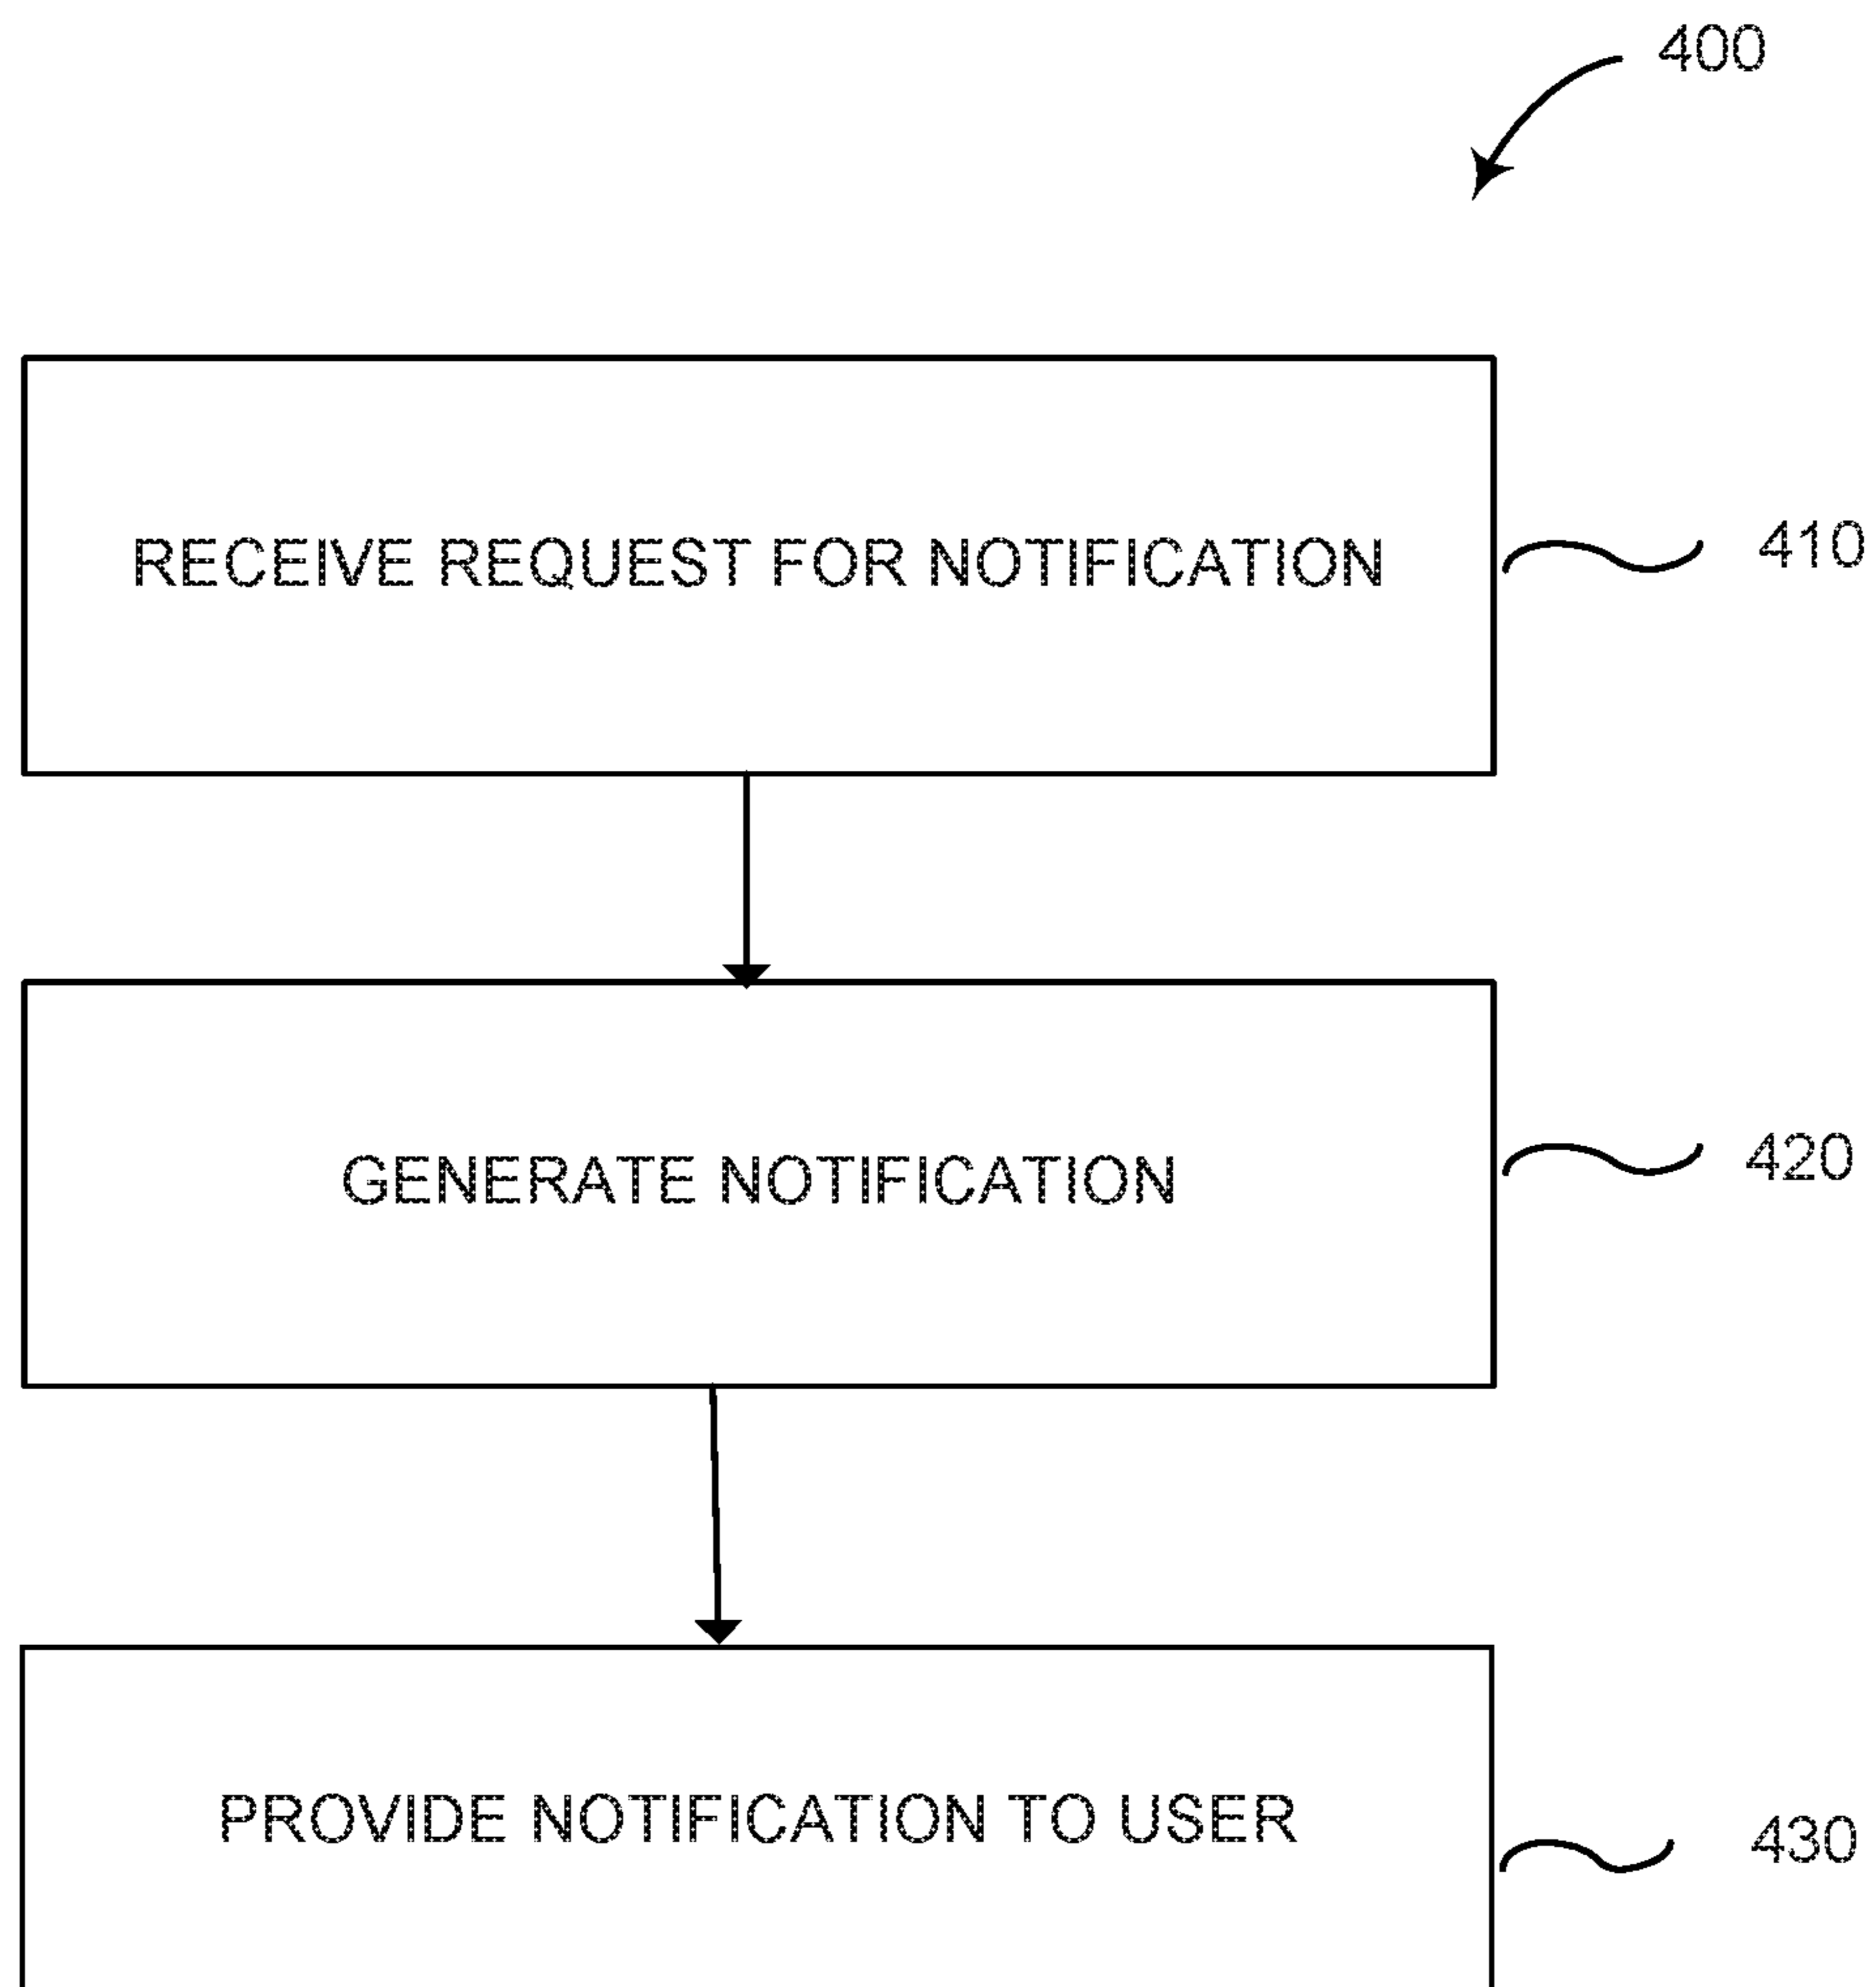 400
RECEIVE REQUEST FOR NOTIFICATION
410
GENERATE NOTIFICATION
420
PROVIDE NOTIFICATION TO USER
430